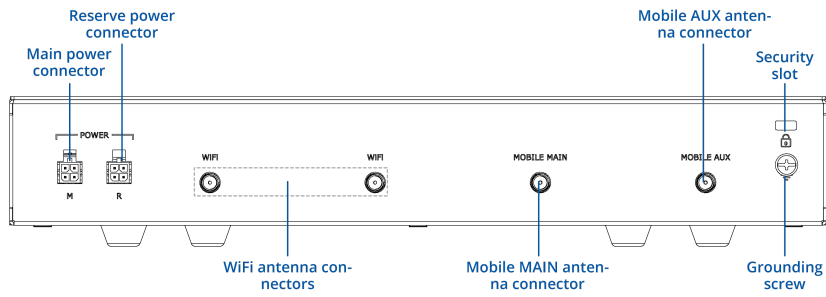 Reserve power
connector
Mobile AUX anten-
na connector
Main power
connector
Security
slot
POWER
WIFI
WIFI
MOBILE MAIN
MOBILE AUX
M
R
WiFi antenna con-
nectors
Mobile MAIN anten-
na connector
Grounding
screw